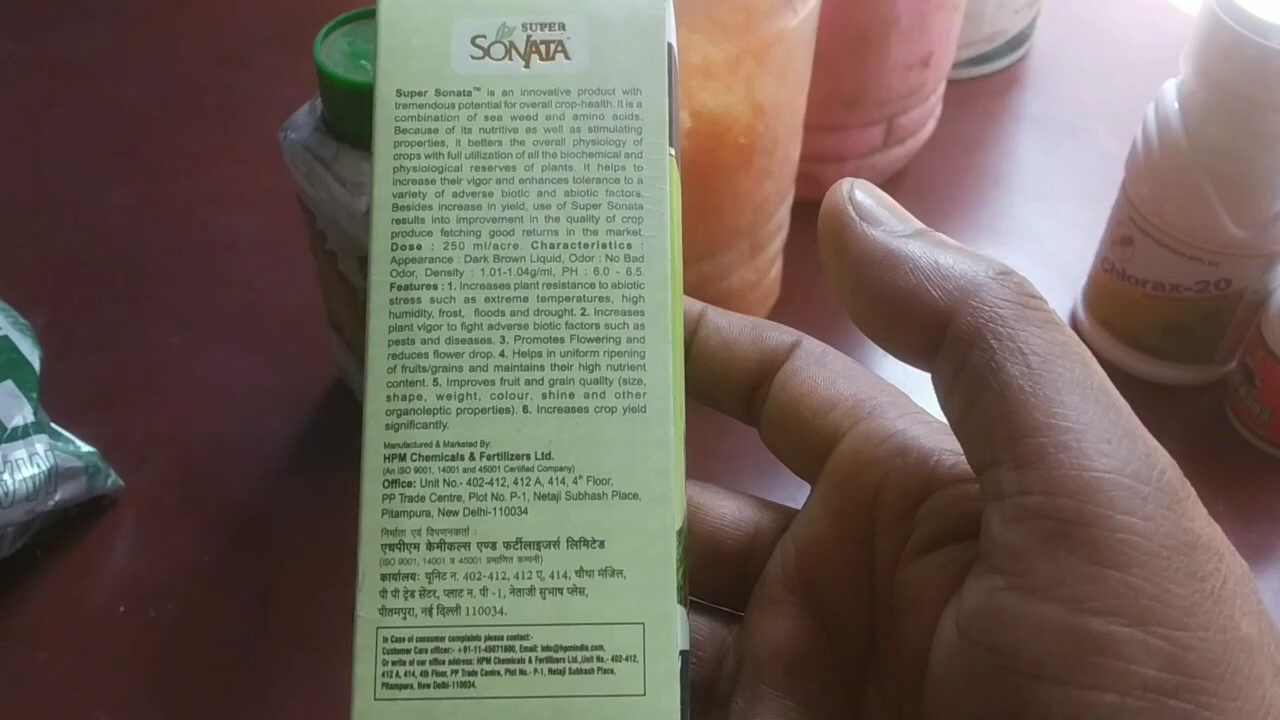 SUPER
SONATA™
Super Sonata™ is an innovative product with
tremendous potential for overall crop-health. It is a
combination of sea weed and amino acids.
Because of its nutritive as well as stimulating
properties, it betters the overall physiology of
crops with full utilization of all the biochemical and
physiological reserves of plants. It helps to
increase their vigor and enhances tolerance to a
variety of adverse biotic and abiotic factors.
Besides increase in yield, use of Super Sonata
results into improvement in the quality of crop
produce fetching good returns in the market.
Dose : 250 ml/acre. Characteristics :
Appearance : Dark Brown Liquid, Odor : No Bad
Odor, Density : 1.01-1.04g/ml, PH : 6.0 - 6.5.
Features : 1. Increases plant resistance to abiotic
stress such as extreme temperatures, high
humidity, frost, floods and drought. 2. Increases
plant vigor to fight adverse biotic factors such as
pests and diseases. 3. Promotes Flowering and
reduces flower drop. 4. Helps in uniform ripening
of fruits/grains and maintains their high nutrient
content. 5. Improves fruit and grain quality (size,
shape, weight, colour, shine and other
organoleptic properties). 6. Increases crop yield
significantly.
Manufactured & Marketed By:
HPM Chemicals & Fertilizers Ltd.
(An ISO 9001, 14001 and 45001 Certified Company)
Office: Unit No.- 402-412, 412 A, 414, 4th Floor,
PP Trade Centre, Plot No. P-1, Netaji Subhash Place,
Pitampura, New Delhi-110034
निर्माता एवं विपणनकर्ता :
एचपीएम केमीकल्स एण्ड फर्टीलाइजर्स लिमिटेड
(ISO 9001, 14001 व 45001 प्रमाणित कम्पनी)
कार्यालय: यूनिट न. 402-412, 412 ए, 414, चौथा मंजिल,
पी पी ट्रेड सेंटर, प्लाट न. पी -1, नेताजी सुभाष प्लेस,
पीतमपुरा, नई दिल्ली 110034.
In Case of consumer complaints please contact:-
Customer Care officer:- +91-11-45071800, Email: info@hpmindia.com,
Or write of our office address: HPM Chemicals & Fertilizers Ltd.,Unit No.- 402-412,
412 A, 414, 4th Floor, PP Trade Centre, Plot No.- P-1, Netaji Subhash Place,
Pitampura, New Delhi-110034.
Chlorax-20